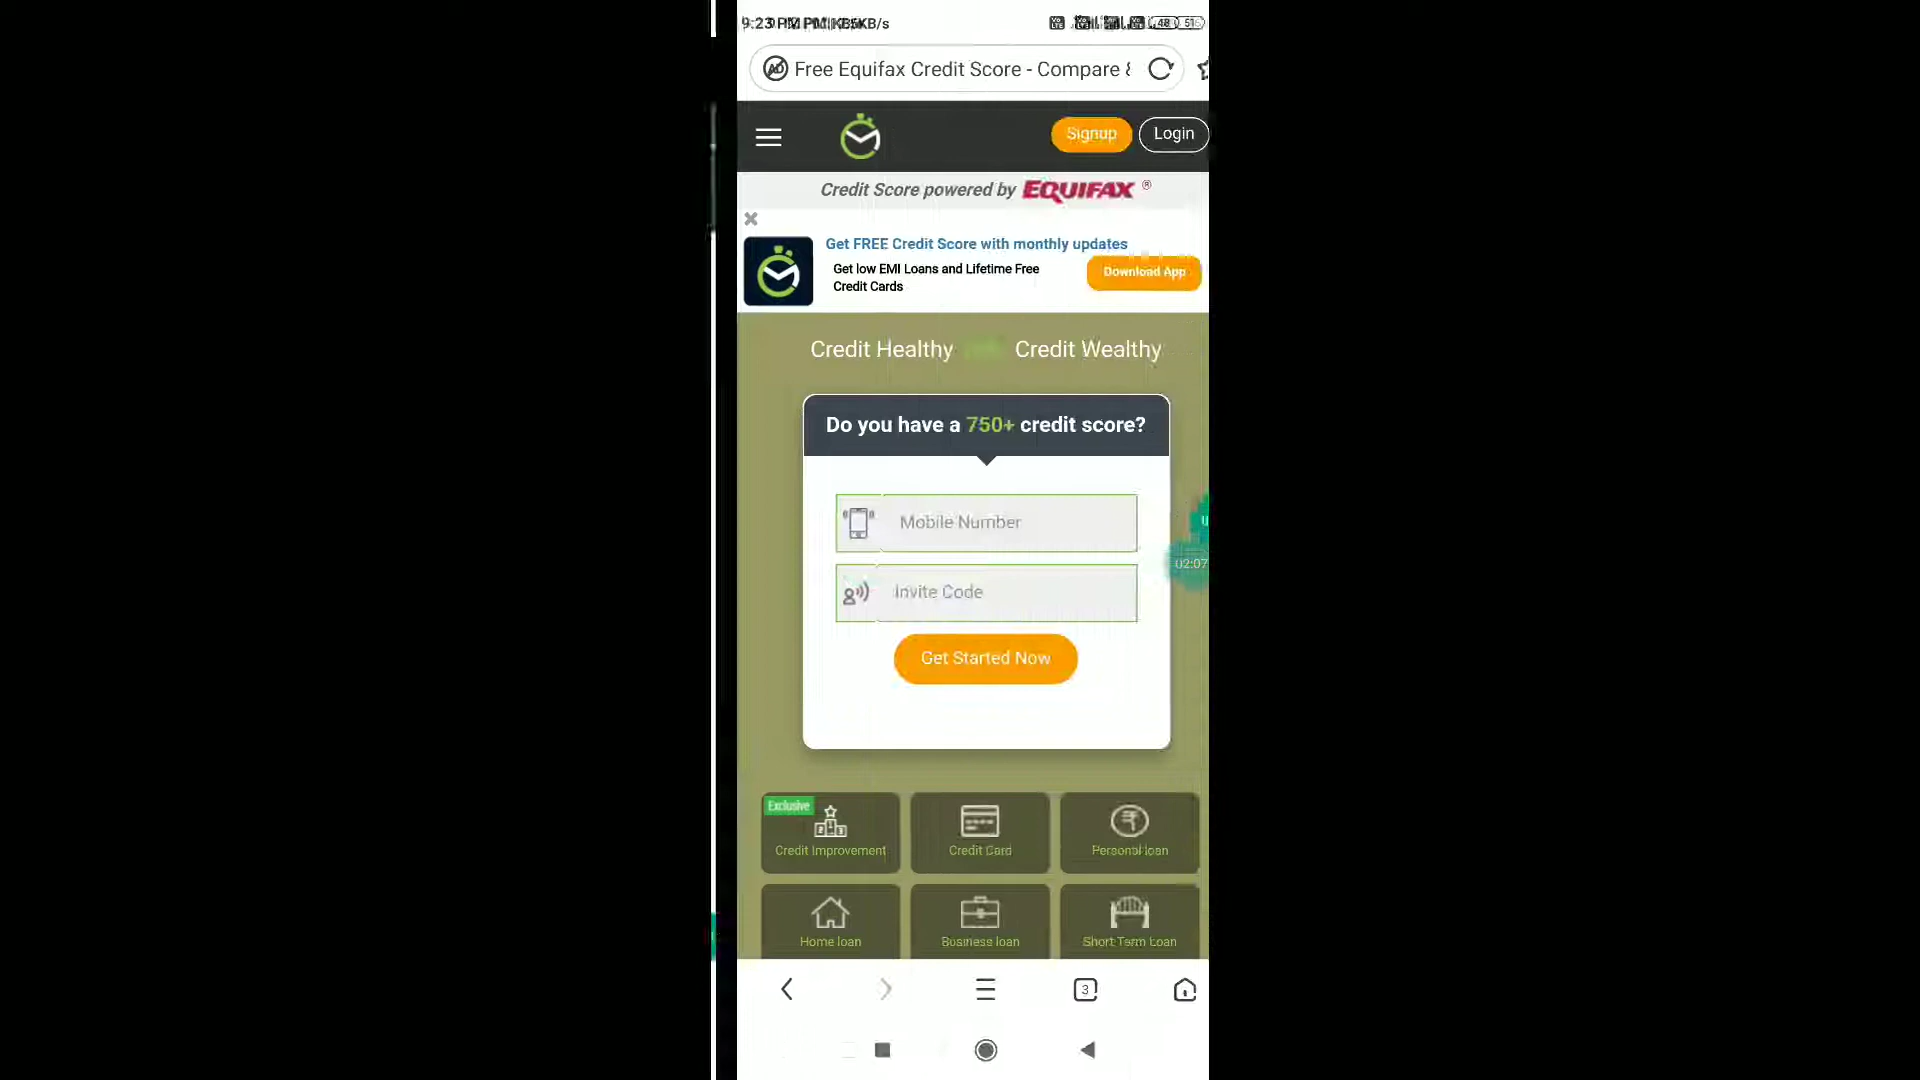 Free Equifax Credit Score - Compare &
Signup
Login
Credit Score powered by EQUIFAX ®
Get FREE Credit Score with monthly updates
Get low EMI Loans and Lifetime Free
Credit Cards
Download App
Credit Healthy
Credit Wealthy
Do you have a 750+ credit score?
Mobile Number
Invite Code
02:07
Get Started Now
Exclusive
Credit Improvement
Credit Card
Personal loan
Home loan
Business loan
Short Term Loan
3